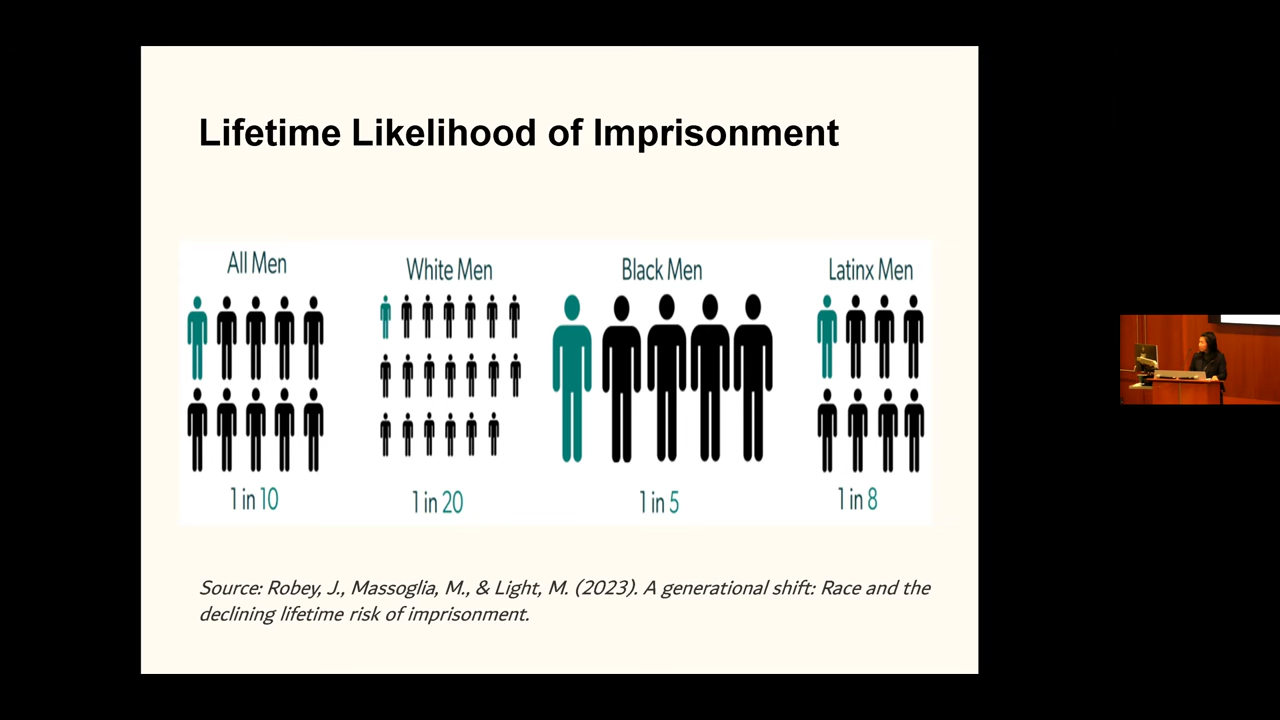 Lifetime Likelihood of Imprisonment
All Men
White Men
Black Men
Latinx Men
1 in 10
1 in 20
1 in 5
1 in 8
Source: Robey, J., Massoglia, M., & Light, M. (2023). A generational shift: Race and the
declining lifetime risk of imprisonment.